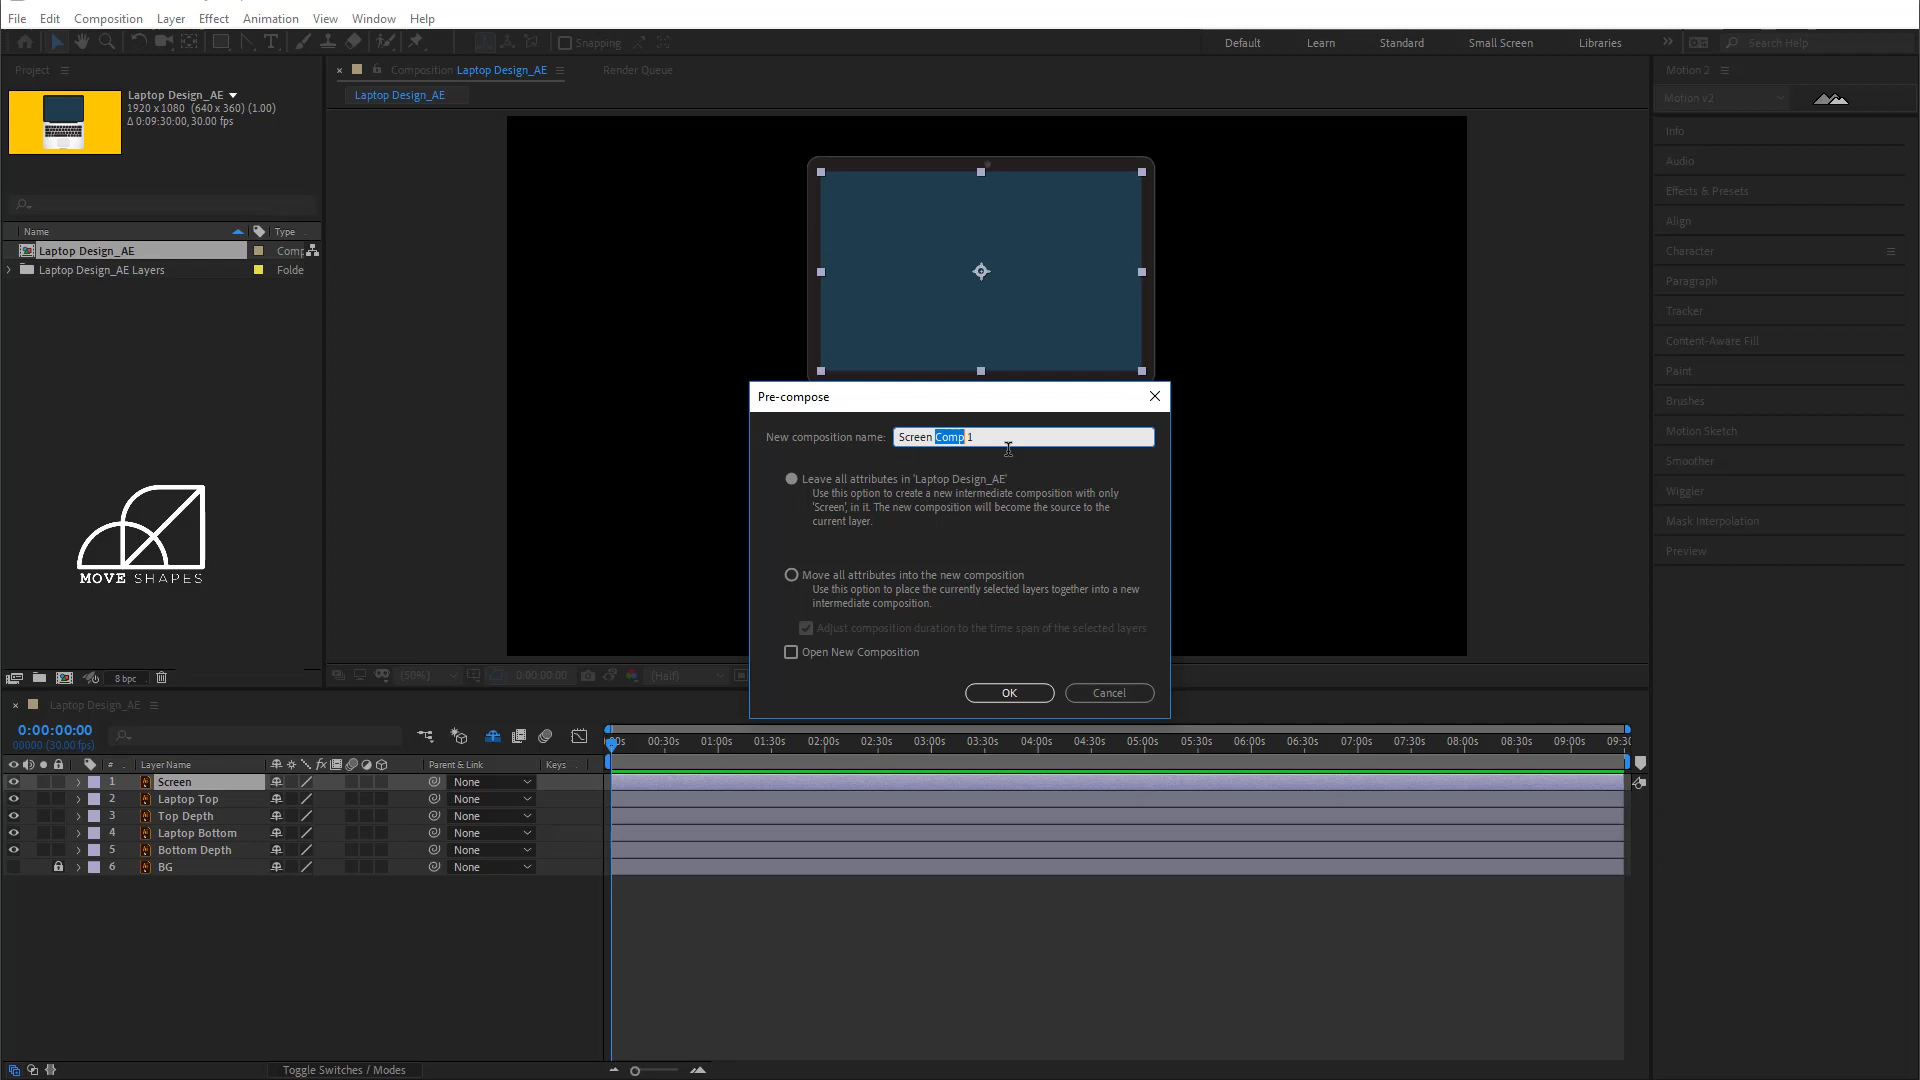 File Edit Composition Layer Effect Animation View Window Help
Snapping Default Learn Standard Small Screen Libraries Search Help
Project
Composition Laptop Design_AE
Render Queue
Motion 2
Laptop Design_AE
1920 x 1080 (640 x 360) (1.00)
Δ 0:09:30:00, 30.00 fps
Laptop Design_AE
Motion v2
Name Type
Laptop Design_AE Comp
Laptop Design_AE Layers Folde
Info
Audio
Effects & Presets
Align
Character
Paragraph
Tracker
Content-Aware Fill
Paint
Brushes
Motion Sketch
Smoother
Wiggler
Mask Interpolation
Preview
Pre-compose
New composition name: Screen Comp 1
Leave all attributes in 'Laptop Design_AE'
Use this option to create a new intermediate composition with only
'Screen', in it. The new composition will become the source to the
current layer.
Move all attributes into the new composition
Use this option to place the currently selected layers together into a new
intermediate composition.
Adjust composition duration to the time span of the selected layers
Open New Composition
OK Cancel
MOVE SHAPES
8 bpc
(50%) 0:00:00:00 (Half)
Laptop Design_AE
0:00:00:00
00000 (30.00 fps)
00s 00:30s 01:00s 01:30s 02:00s 02:30s 03:00s 03:30s 04:00s 04:30s 05:00s 05:30s 06:00s 06:30s 07:00s 07:30s 08:00s 08:30s 09:00s 09:30
# Layer Name fx Parent & Link Keys
1 Screen None
2 Laptop Top None
3 Top Depth None
4 Laptop Bottom None
5 Bottom Depth None
6 BG None
Toggle Switches / Modes